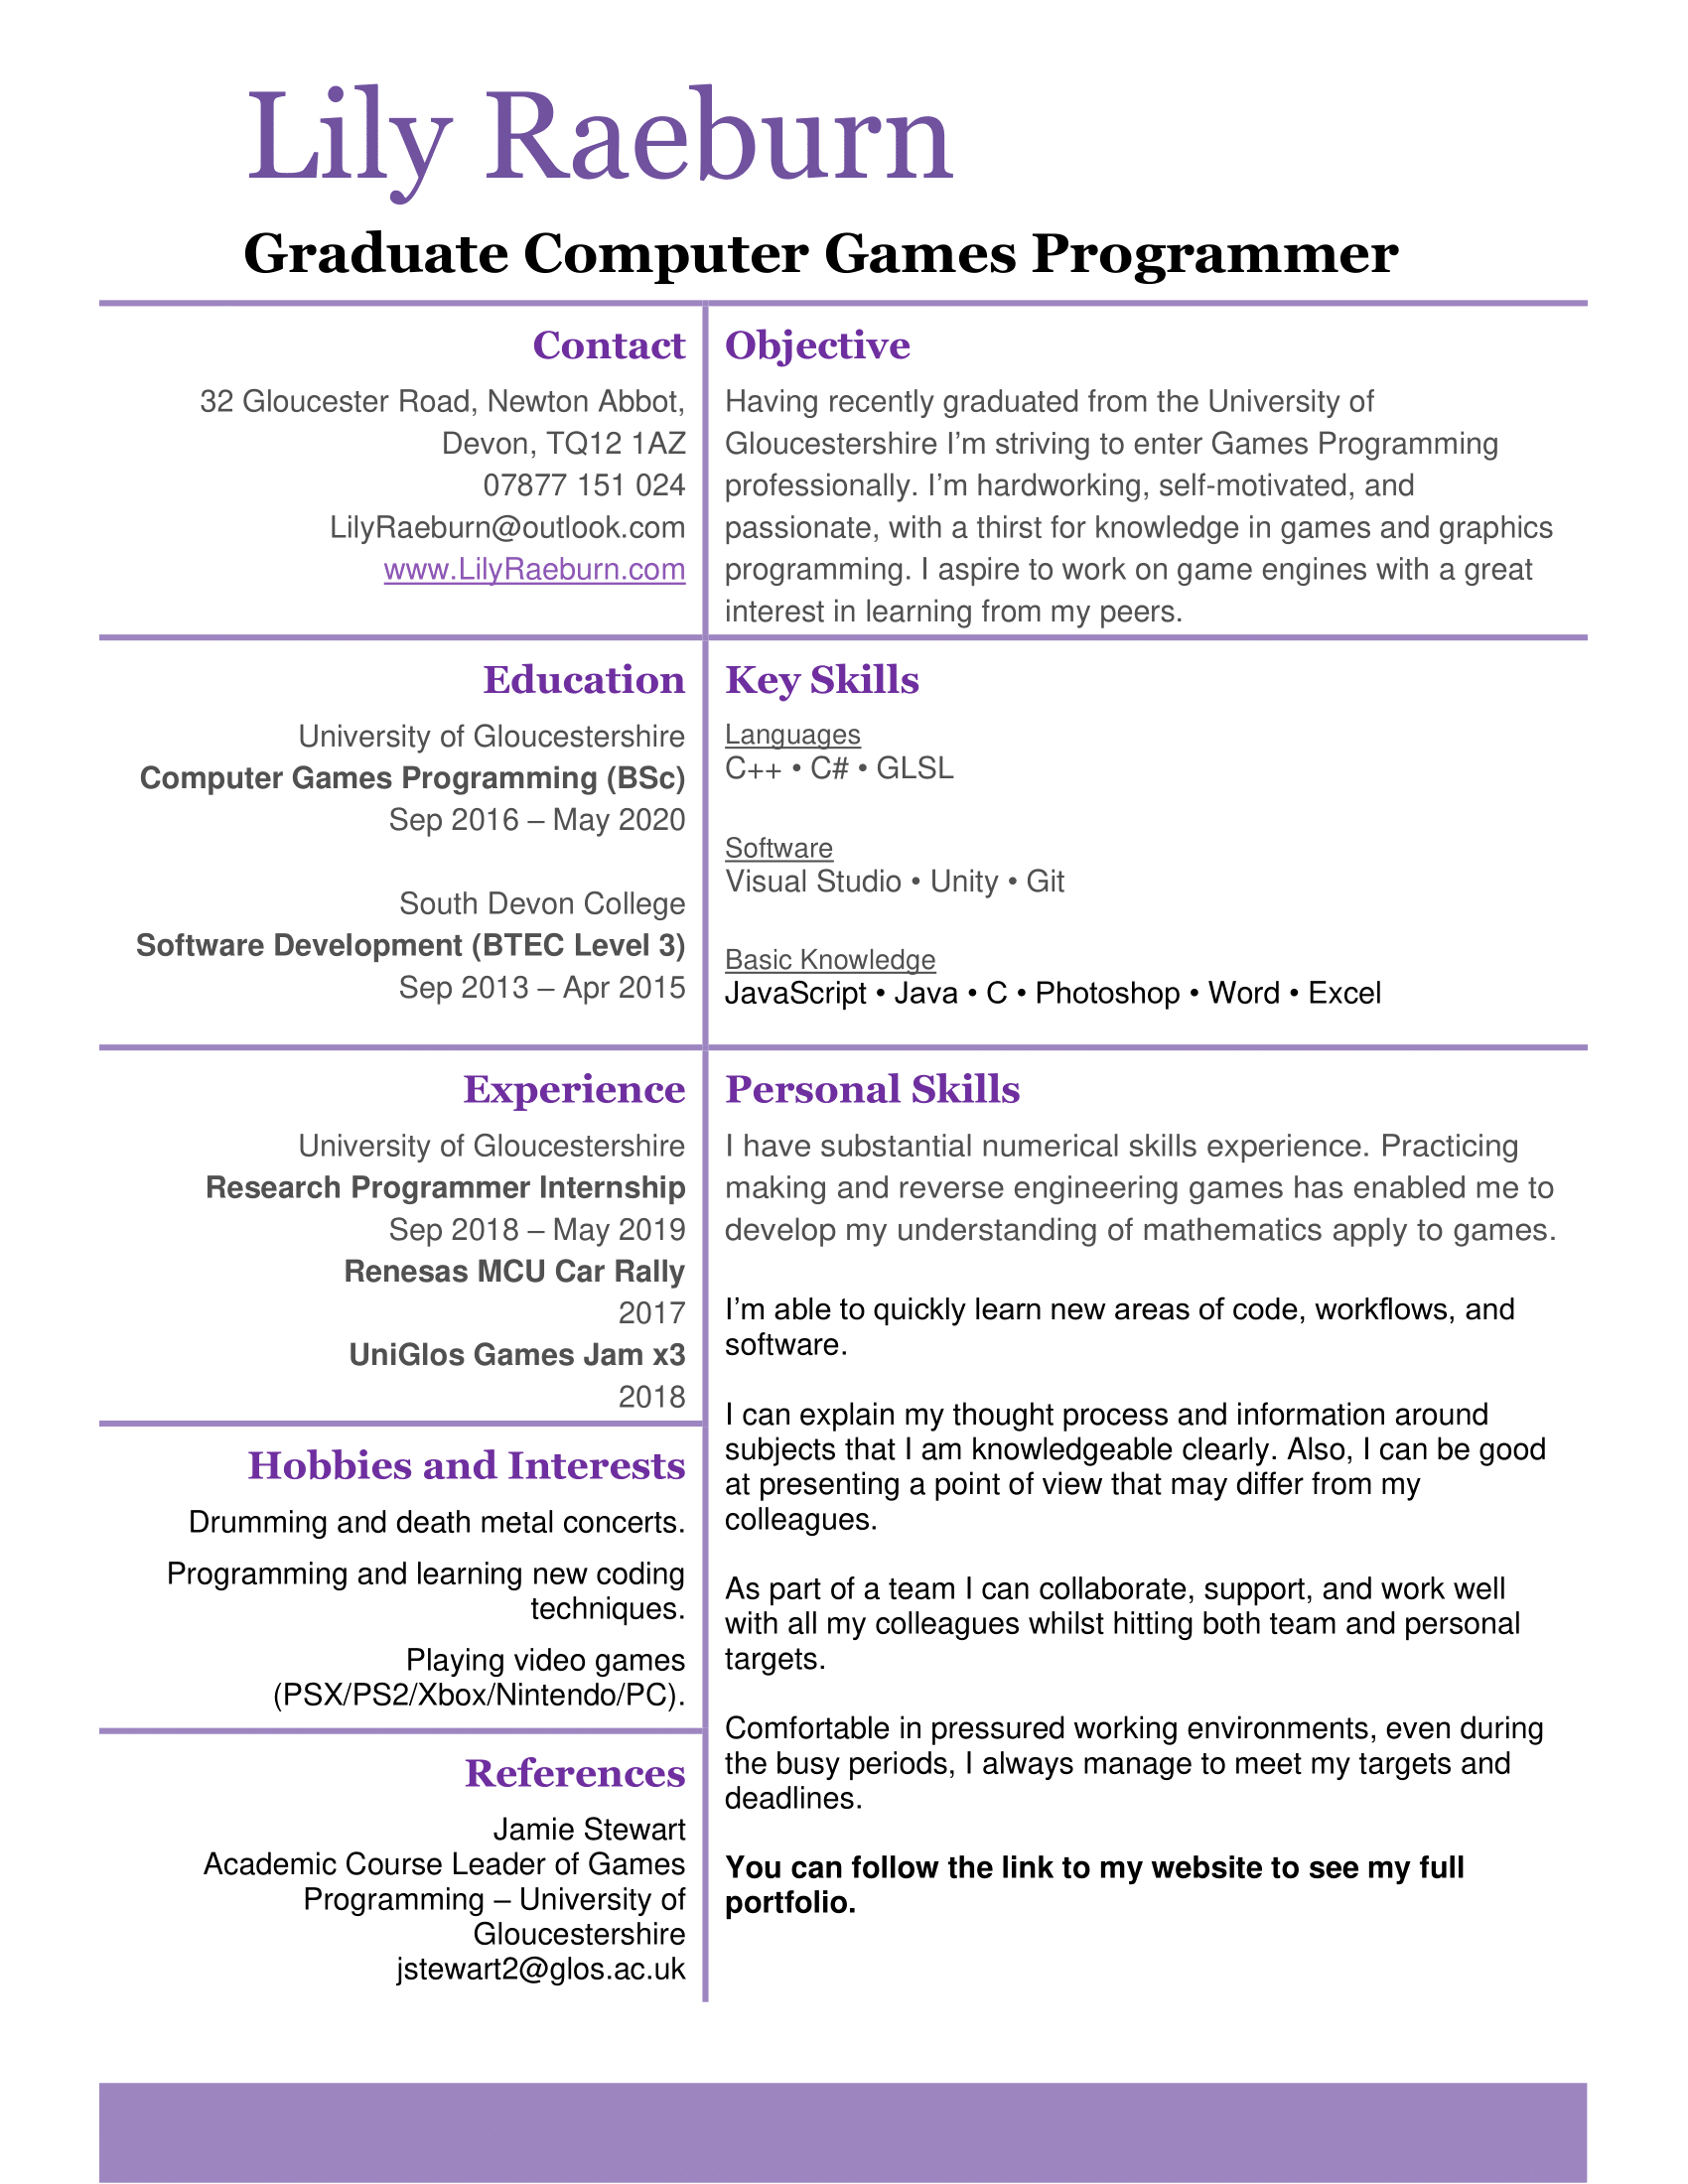 Lily Raeburn
Graduate Computer Games Programmer
Contact
32 Gloucester Road, Newton Abbot,
Devon, TQ12 1AZ
07877 151 024
LilyRaeburn@outlook.com
www.LilyRaeburn.com
Objective
Having recently graduated from the University of
Gloucestershire I’m striving to enter Games Programming
professionally. I’m hardworking, self-motivated, and
passionate, with a thirst for knowledge in games and graphics
programming. I aspire to work on game engines with a great
interest in learning from my peers.
Education
University of Gloucestershire
Computer Games Programming (BSc)
Sep 2016 – May 2020
South Devon College
Software Development (BTEC Level 3)
Sep 2013 – Apr 2015
Key Skills
Languages
C++ • C# • GLSL
Software
Visual Studio • Unity • Git
Basic Knowledge
JavaScript • Java • C • Photoshop • Word • Excel
Experience
University of Gloucestershire
Research Programmer Internship
Sep 2018 – May 2019
Renesas MCU Car Rally
2017
UniGlos Games Jam x3
2018
Hobbies and Interests
Drumming and death metal concerts.
Programming and learning new coding
techniques.
Playing video games
(PSX/PS2/Xbox/Nintendo/PC).
References
Jamie Stewart
Academic Course Leader of Games
Programming – University of
Gloucestershire
jstewart2@glos.ac.uk
Personal Skills
I have substantial numerical skills experience. Practicing
making and reverse engineering games has enabled me to
develop my understanding of mathematics apply to games.
I’m able to quickly learn new areas of code, workflows, and
software.
I can explain my thought process and information around
subjects that I am knowledgeable clearly. Also, I can be good
at presenting a point of view that may differ from my
colleagues.
As part of a team I can collaborate, support, and work well
with all my colleagues whilst hitting both team and personal
targets.
Comfortable in pressured working environments, even during
the busy periods, I always manage to meet my targets and
deadlines.
You can follow the link to my website to see my full
portfolio.